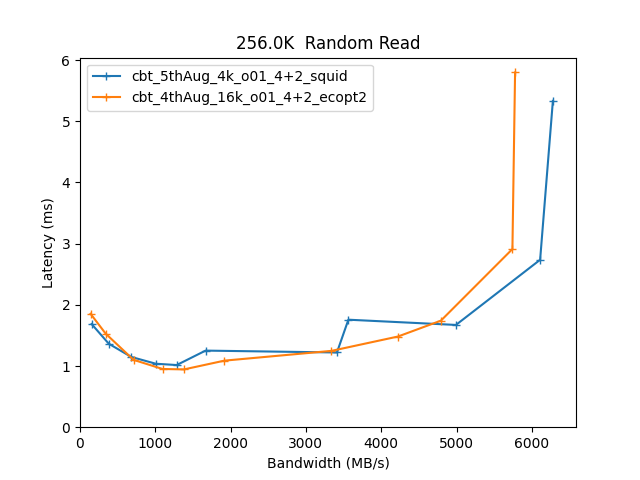 256.0K  Random Read
cbt_5thAug_4k_o01_4+2_squid
cbt_4thAug_16k_o01_4+2_ecopt2
6
5
4
3
2
1
0
Latency (ms)
0 1000 2000 3000 4000 5000 6000
Bandwidth (MB/s)